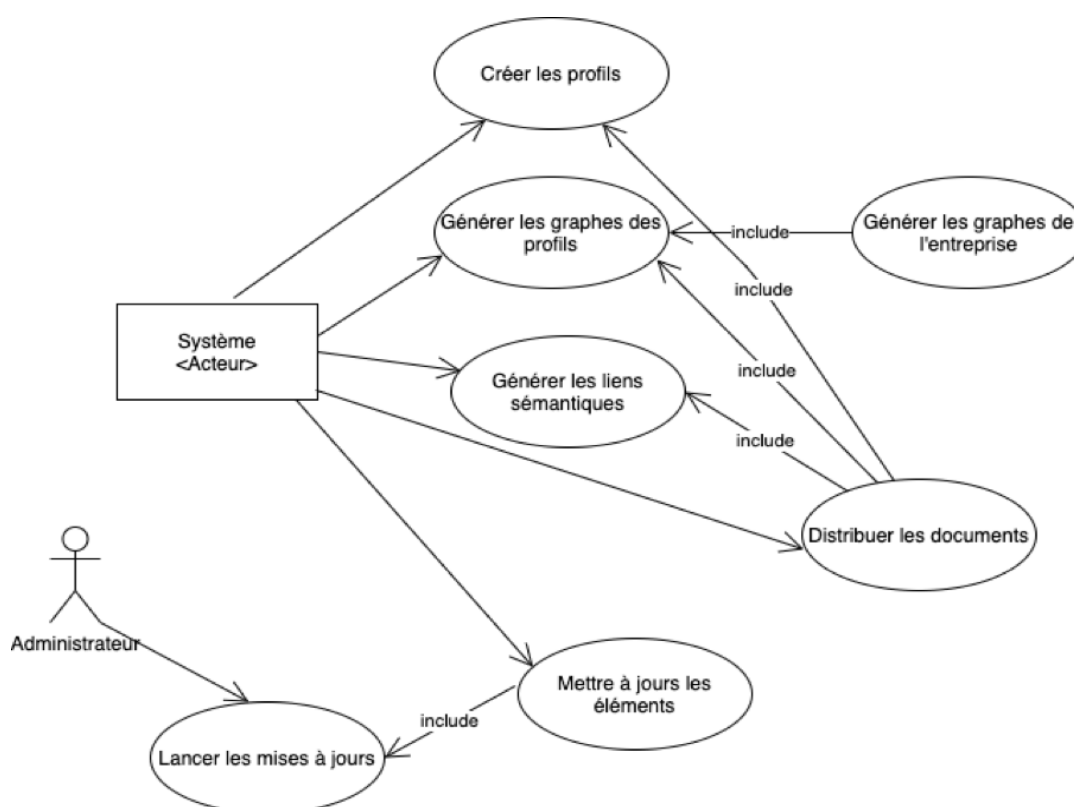 Créer les profils
Générer les graphes des
profils
include
Générer les graphes de
l'entreprise
include
Système
<Acteur>
include
Générer les liens
sémantiques
include
Distribuer les documents
Administrateur
Mettre à jours les
éléments
include
Lancer les mises à jours